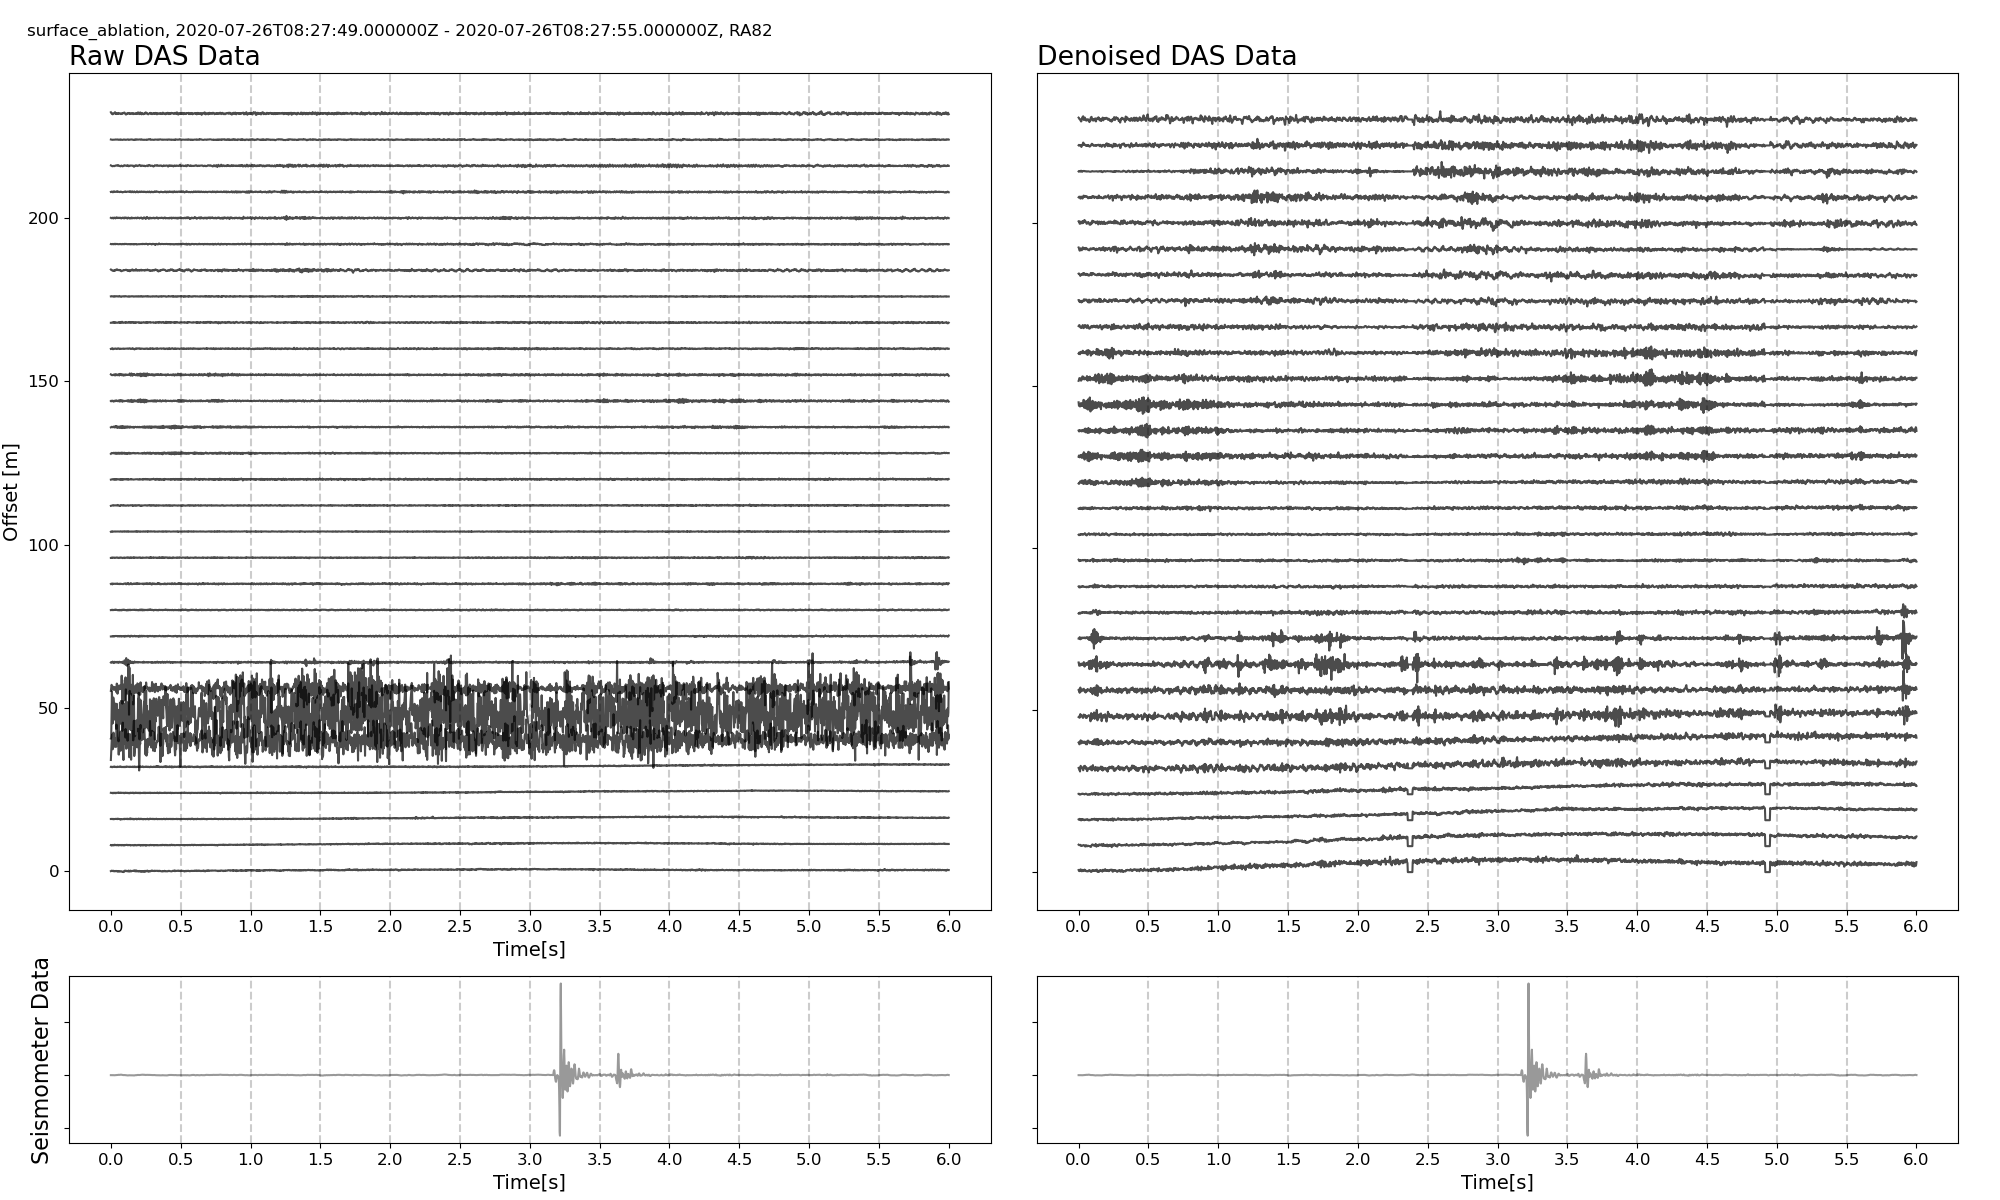 surface_ablation, 2020-07-26T08:27:49.000000Z - 2020-07-26T08:27:55.000000Z, RA82
Raw DAS Data
Denoised DAS Data
Offset [m]
200
150
100
50
0
0.0 0.5 1.0 1.5 2.0 2.5 3.0 3.5 4.0 4.5 5.0 5.5 6.0
Time[s]
0.0 0.5 1.0 1.5 2.0 2.5 3.0 3.5 4.0 4.5 5.0 5.5 6.0
Seismometer Data
0.0 0.5 1.0 1.5 2.0 2.5 3.0 3.5 4.0 4.5 5.0 5.5 6.0
Time[s]
0.0 0.5 1.0 1.5 2.0 2.5 3.0 3.5 4.0 4.5 5.0 5.5 6.0
Time[s]